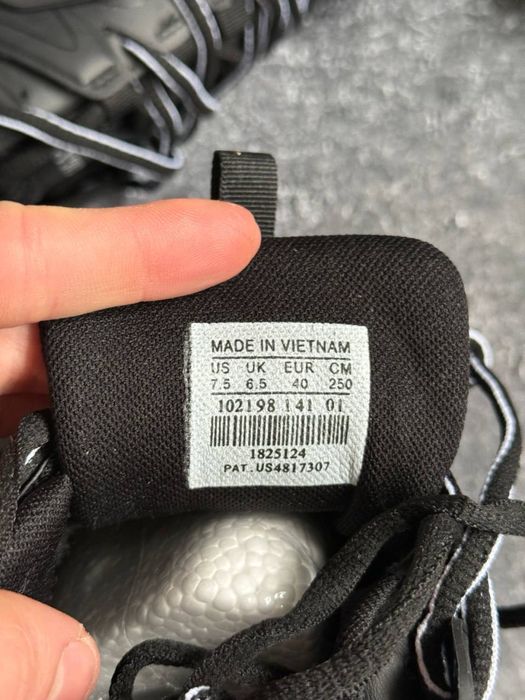 MADE IN VIETNAM
US UK EUR CM
7.5 6.5 40 250
102198 141 01
1825124
PAT.US4817307